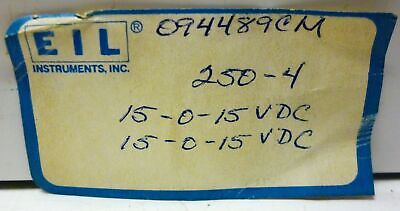 EIL® 094489CM
INSTRUMENTS, INC.
250-4
15-0-15 VDC
15-0-15 VDC